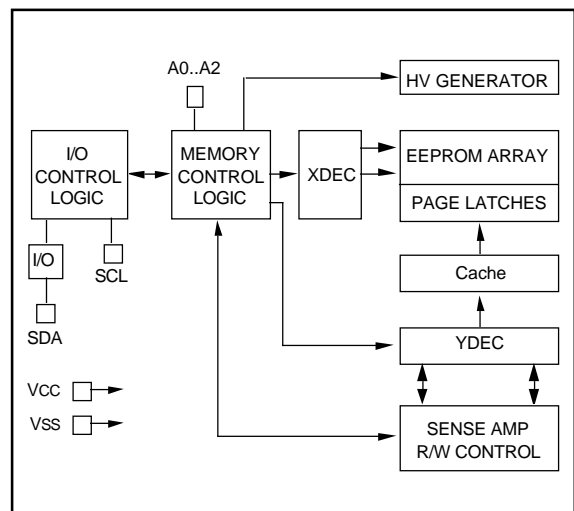 A0..A2
HV GENERATOR
I/O
CONTROL
LOGIC
MEMORY
CONTROL
LOGIC
XDEC
EEPROM ARRAY
PAGE LATCHES
I/O
SCL
Cache
SDA
YDEC
VCC
VSS
SENSE AMP
R/W CONTROL